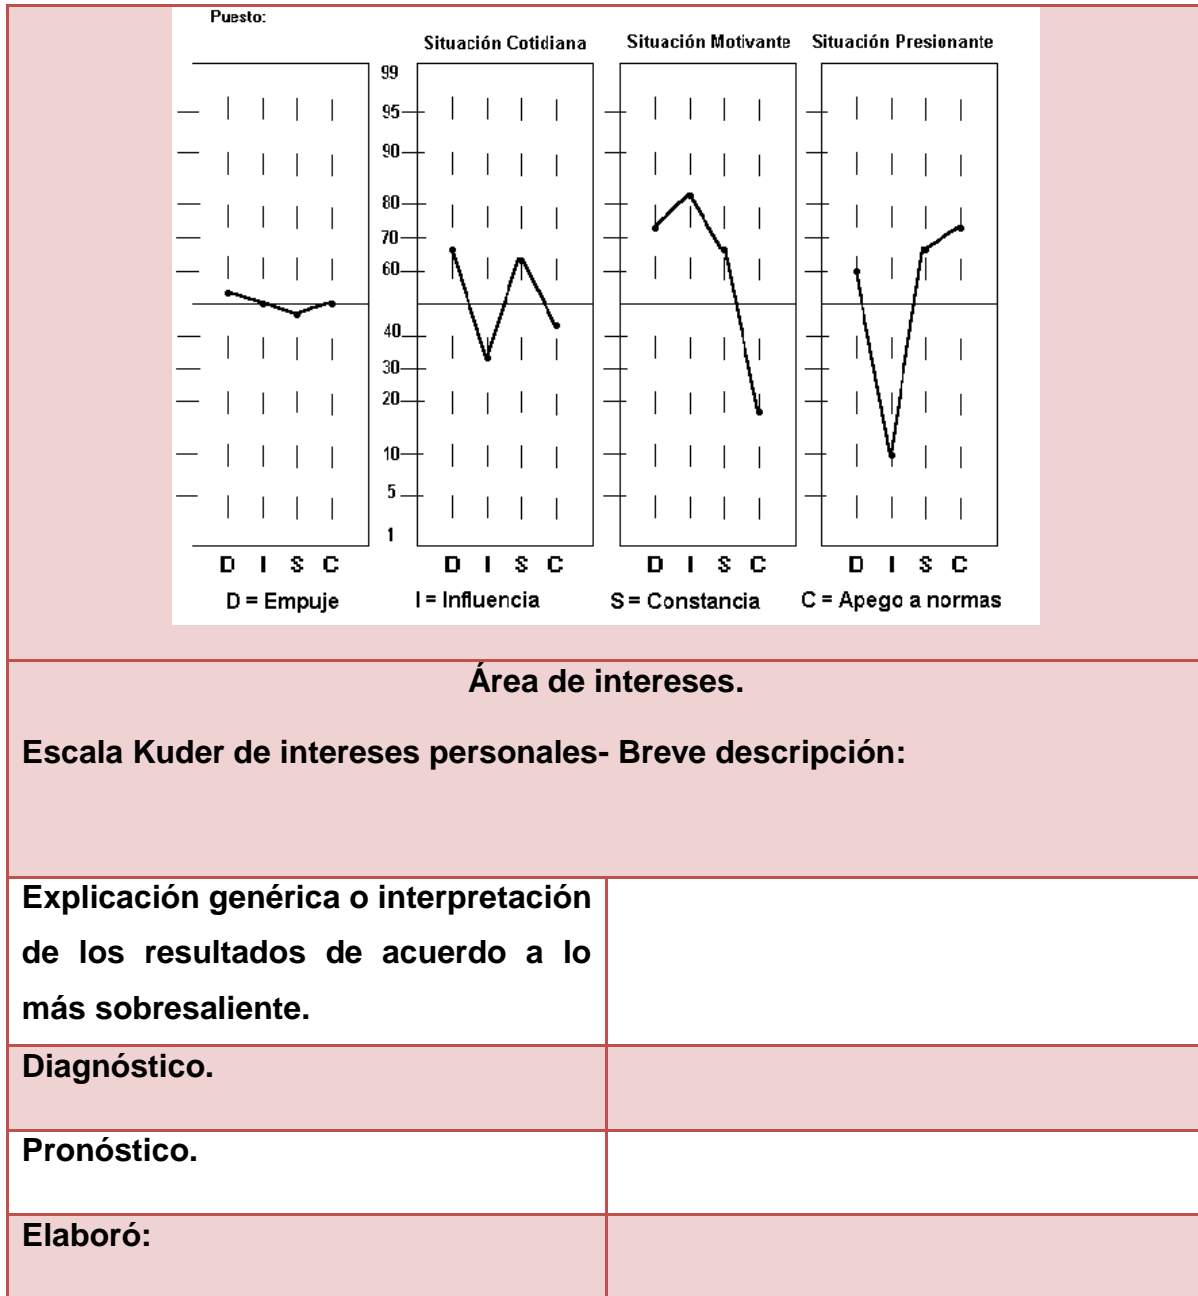 Puesto:
Situación Cotidiana Situación Motivante Situación Presionante
99
95
90
80
70
60
40
30
20
10
5
1
D I S C D I S C D I S C D I S C
D = Empuje I = Influencia S = Constancia C = Apego a normas
Área de intereses.
Escala Kuder de intereses personales- Breve descripción:
Explicación genérica o interpretación
de los resultados de acuerdo a lo
más sobresaliente.
Diagnóstico.
Pronóstico.
Elaboró: